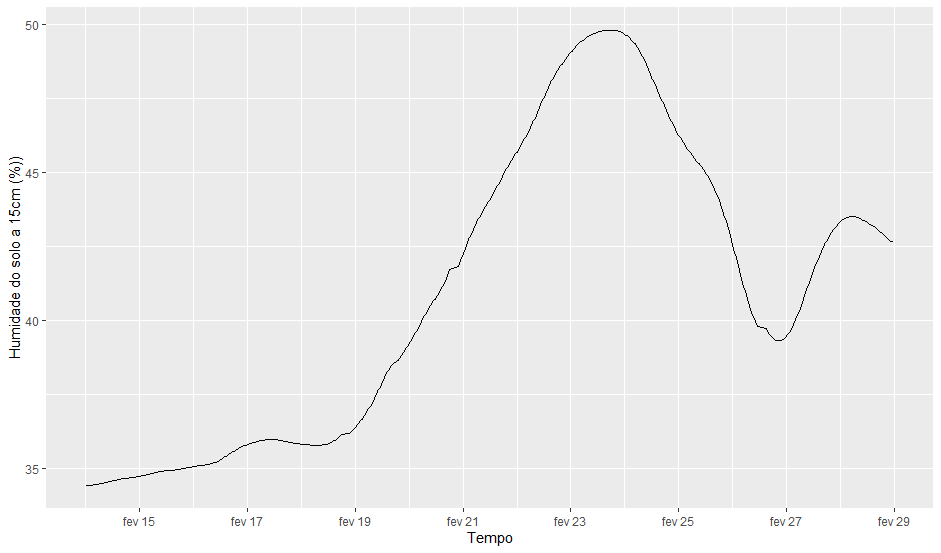 Humidade do solo a 15cm (%))
50
45
40
35
fev 15 fev 17 fev 19 fev 21 fev 23 fev 25 fev 27 fev 29
Tempo